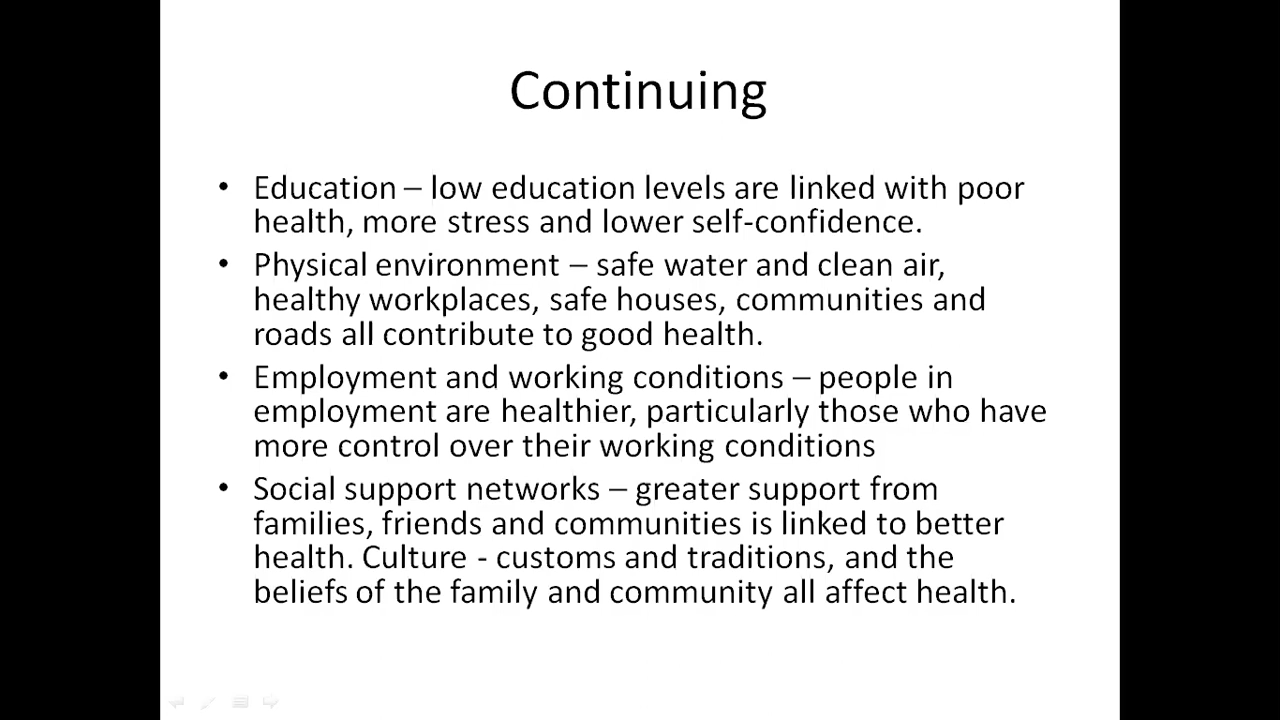 Continuing
• Education – low education levels are linked with poor
health, more stress and lower self-confidence.
• Physical environment – safe water and clean air,
healthy workplaces, safe houses, communities and
roads all contribute to good health.
• Employment and working conditions – people in
employment are healthier, particularly those who have
more control over their working conditions
• Social support networks – greater support from
families, friends and communities is linked to better
health. Culture - customs and traditions, and the
beliefs of the family and community all affect health.